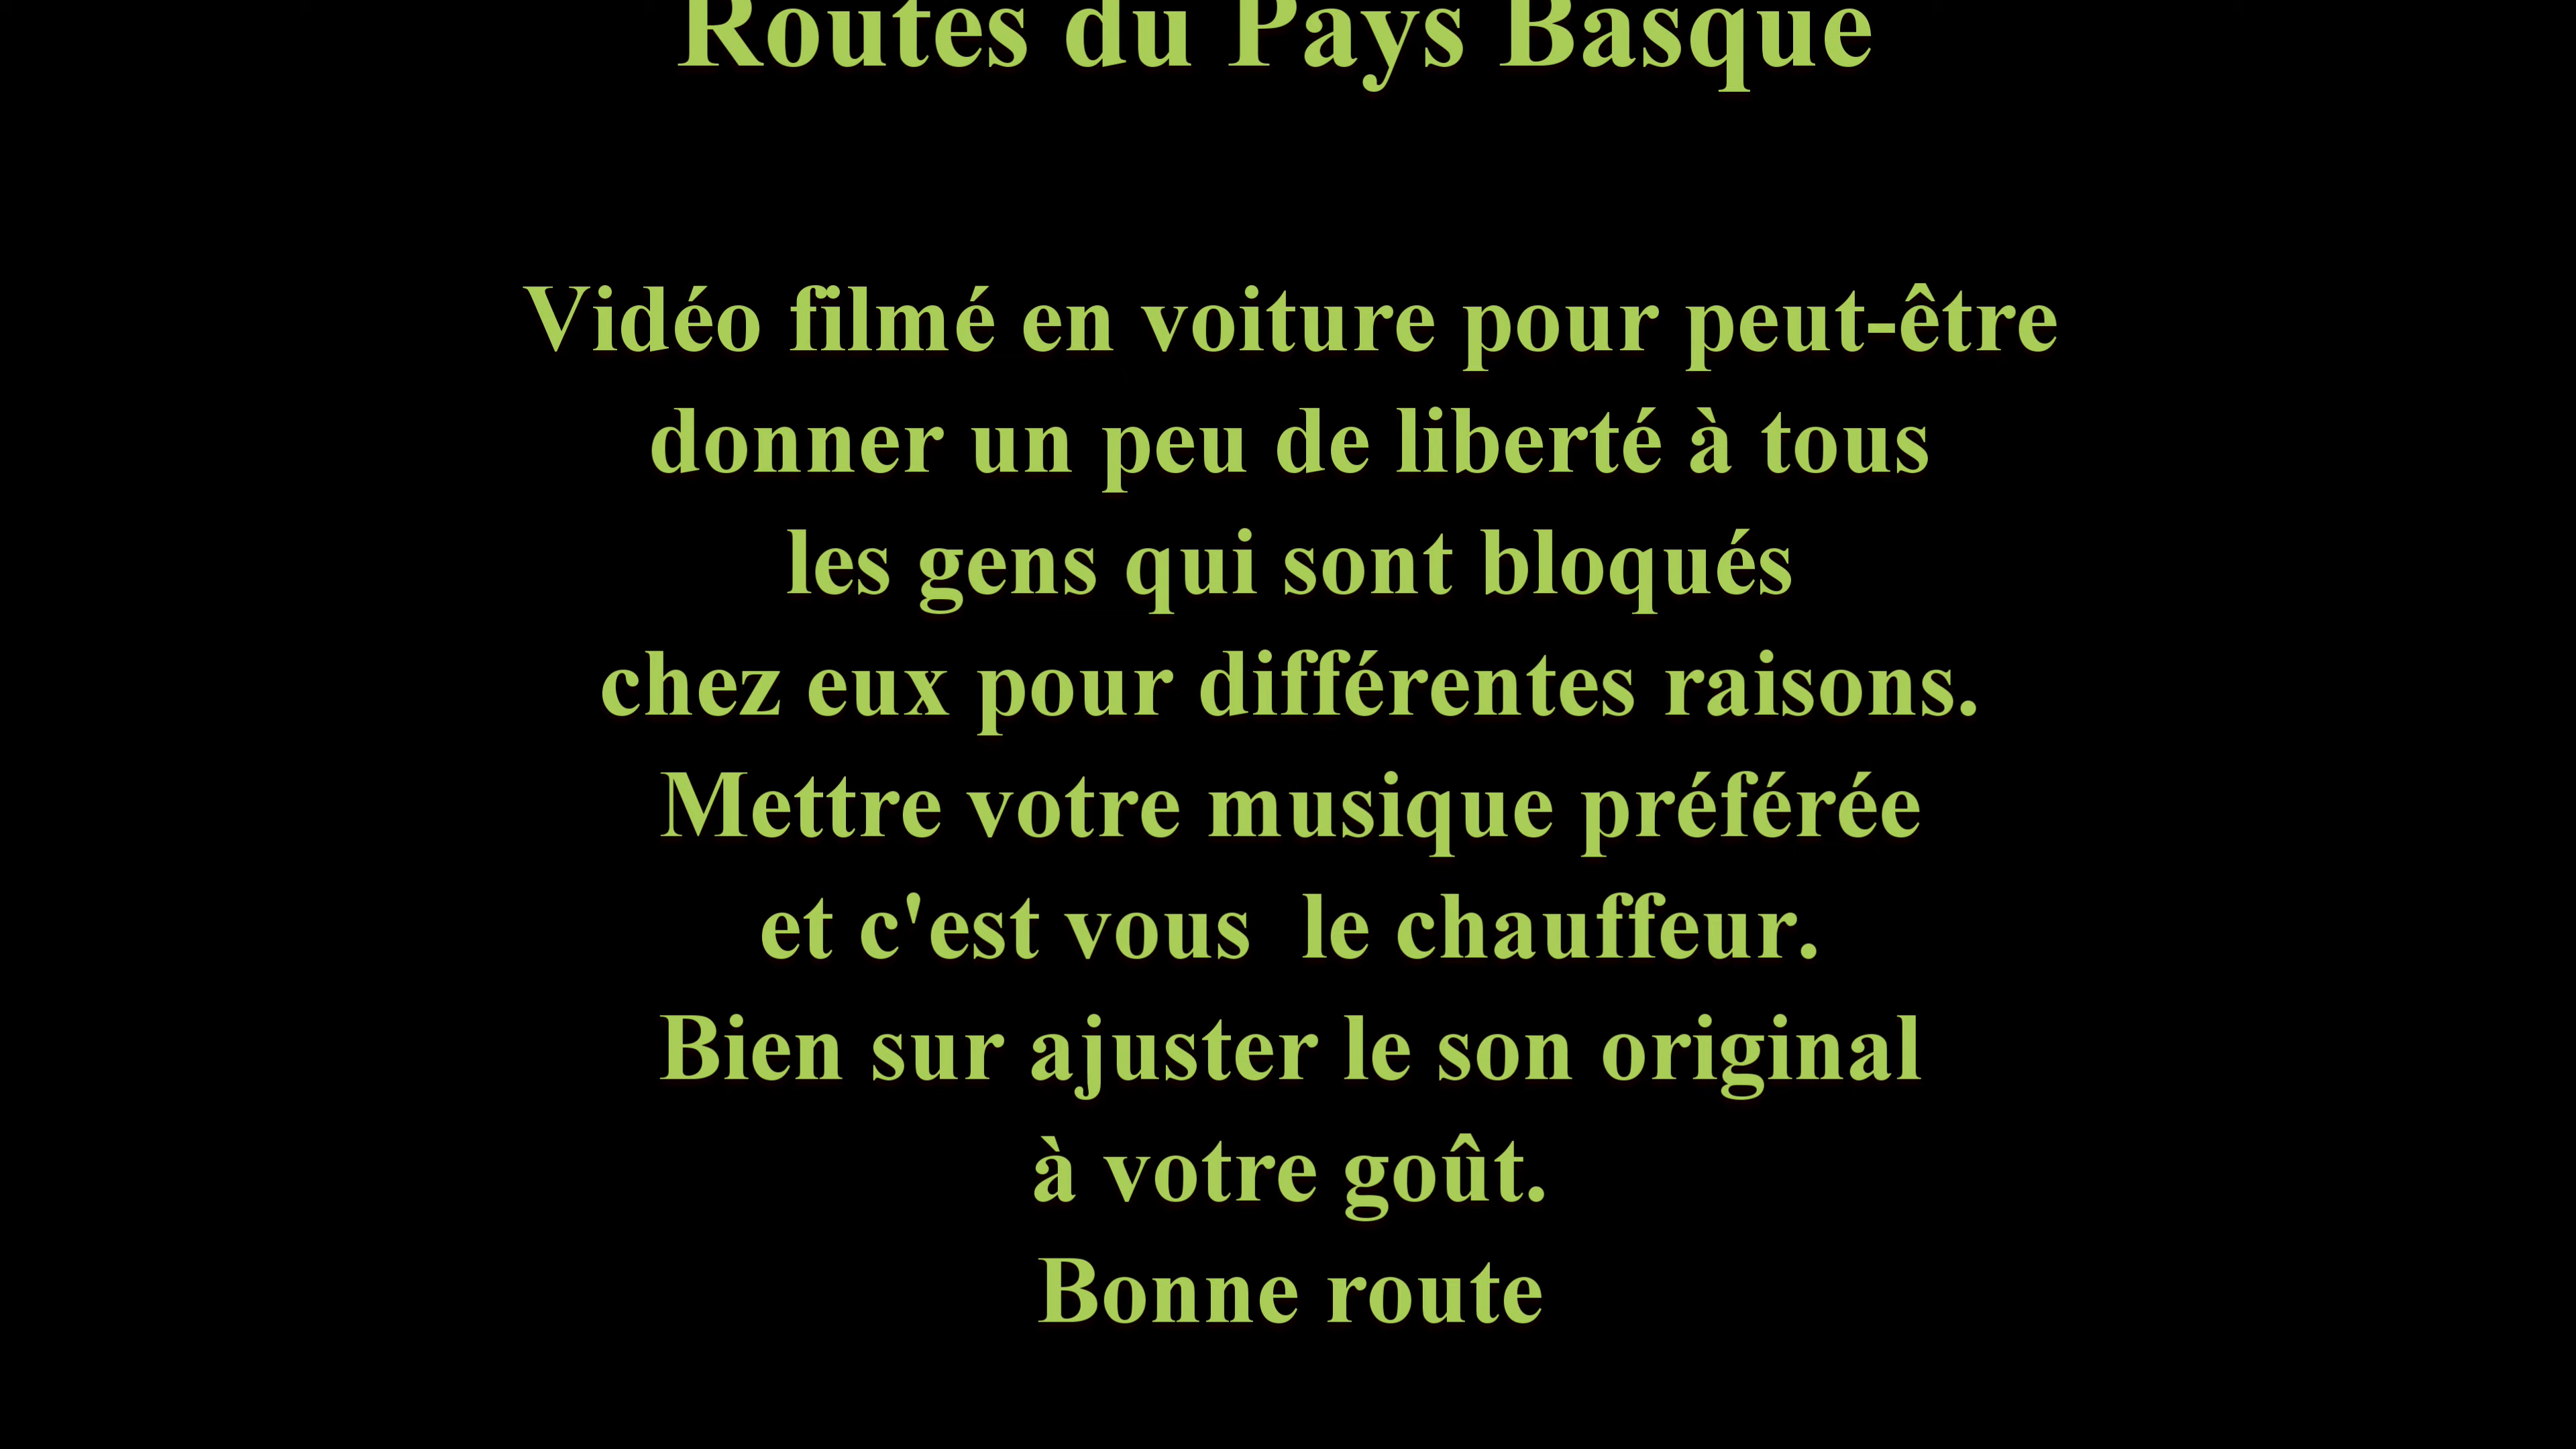 Routes du Pays Basque
Vidéo filmé en voiture pour peut-être
donner un peu de liberté à tous
les gens qui sont bloqués
chez eux pour différentes raisons.
Mettre votre musique préférée
et c'est vous  le chauffeur.
Bien sur ajuster le son original
à votre goût.
Bonne route